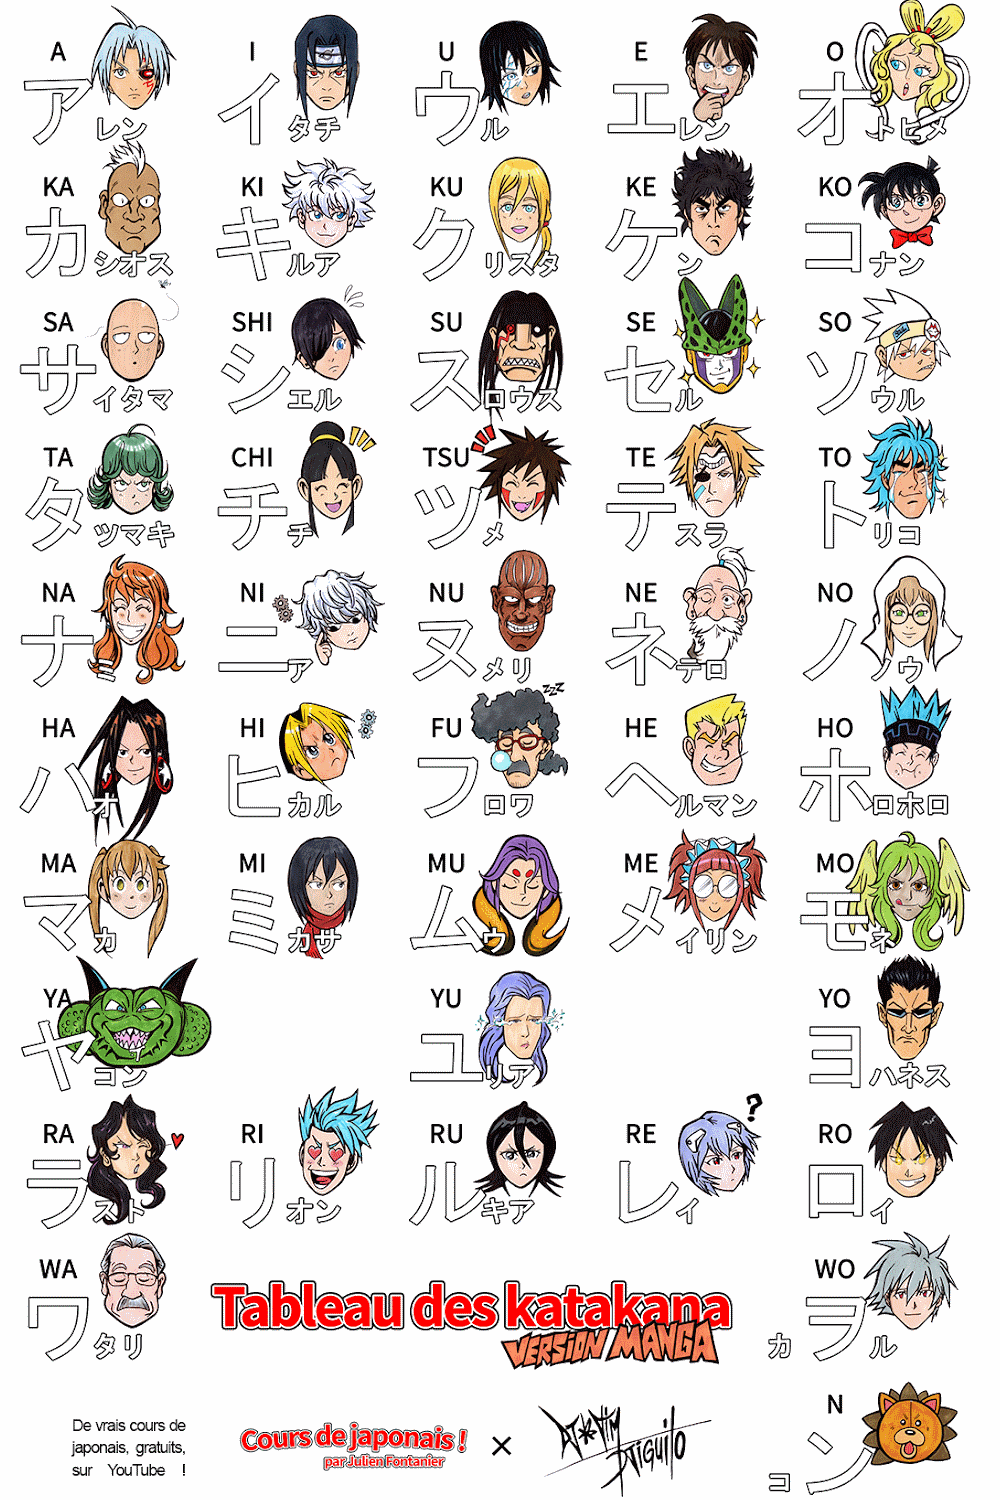 A I U E O
アレン イタチ ウル エレン オトヒメ
KA KI KU KE KO
カシオス キルア クリスタ ケン コナン
SA SHI SU SE SO
サイタマ シエル スロウス セル ソウル
TA CHI TSU TE TO
タツマキ チチ ツメ テスラ トリコ
NA NI NU NE NO
ナミ ニア ヌメリ ネテロ ノノウ
HA HI FU HE HO
zzz
ハオ ヒカル フロワ ヘルマン ホロホロ
MA MI MU ME MO
マカ ミカサ ムウ メイリン モネ
YA YU YO
ヤコン ユリア ヨハネス
RA RI RU RE RO
?
ラスト リオン ルキア レイ ロイ
WA WO
ワタリ カヲル
Tableau des katakana
VERSION MANGA
N
コン
De vrais cours de
japonais, gratuits,
sur YouTube !
Cours de japonais !
par Julien Fontanier
×